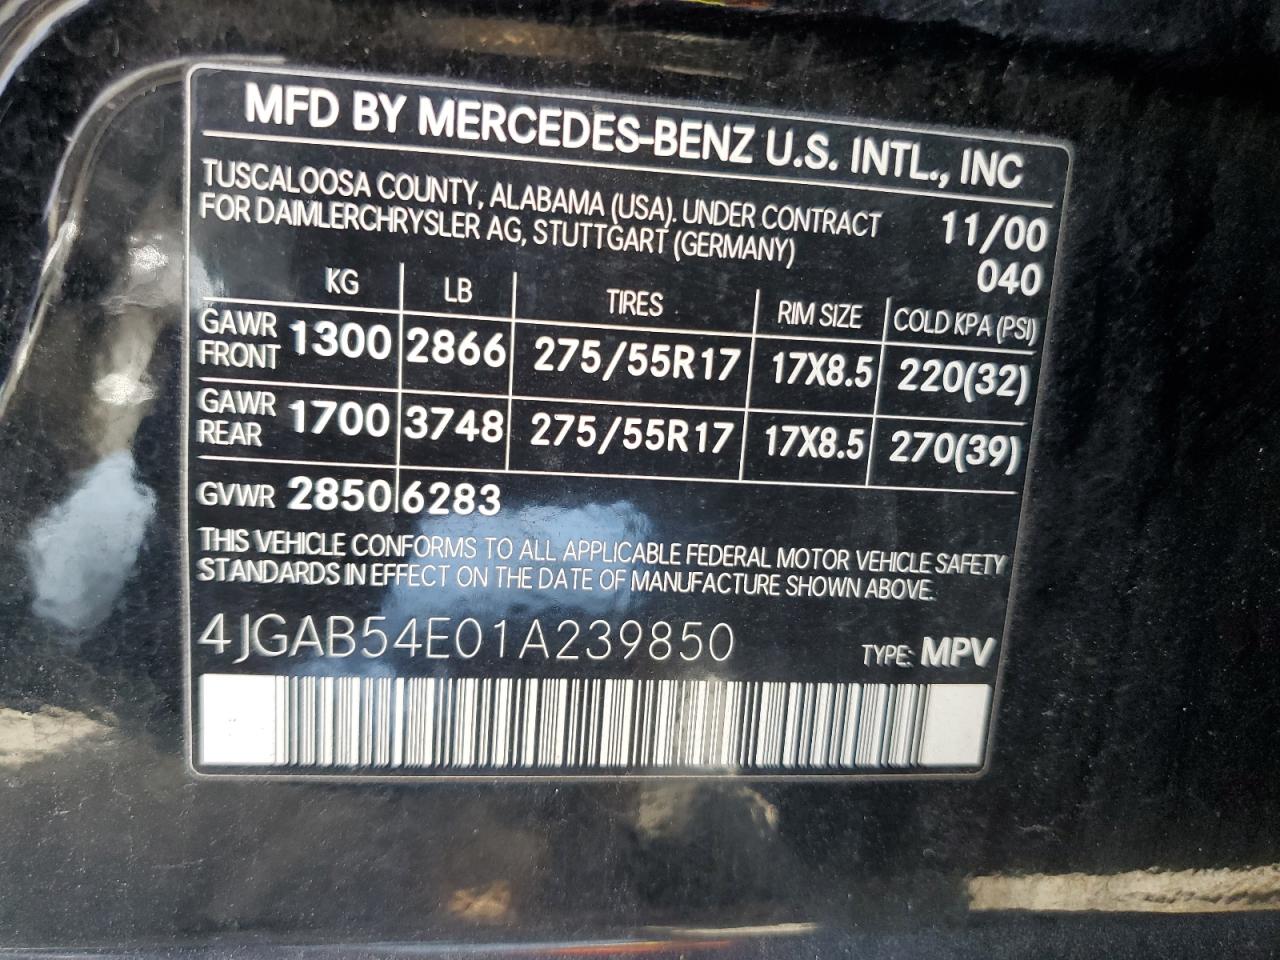 MFD BY MERCEDES-BENZ U.S. INTL., INC
TUSCALOOSA COUNTY, ALABAMA (USA). UNDER CONTRACT
FOR DAIMLERCHRYSLER AG, STUTTGART (GERMANY)
11/00
040
KG LB TIRES RIM SIZE COLD KPA (PSI)
GAWR FRONT 1300 2866 275/55R17 17X8.5 220(32)
GAWR REAR 1700 3748 275/55R17 17X8.5 270(39)
GVWR 2850 6283
THIS VEHICLE CONFORMS TO ALL APPLICABLE FEDERAL MOTOR VEHICLE SAFETY
STANDARDS IN EFFECT ON THE DATE OF MANUFACTURE SHOWN ABOVE.
4JGAB54E01A239850 TYPE: MPV